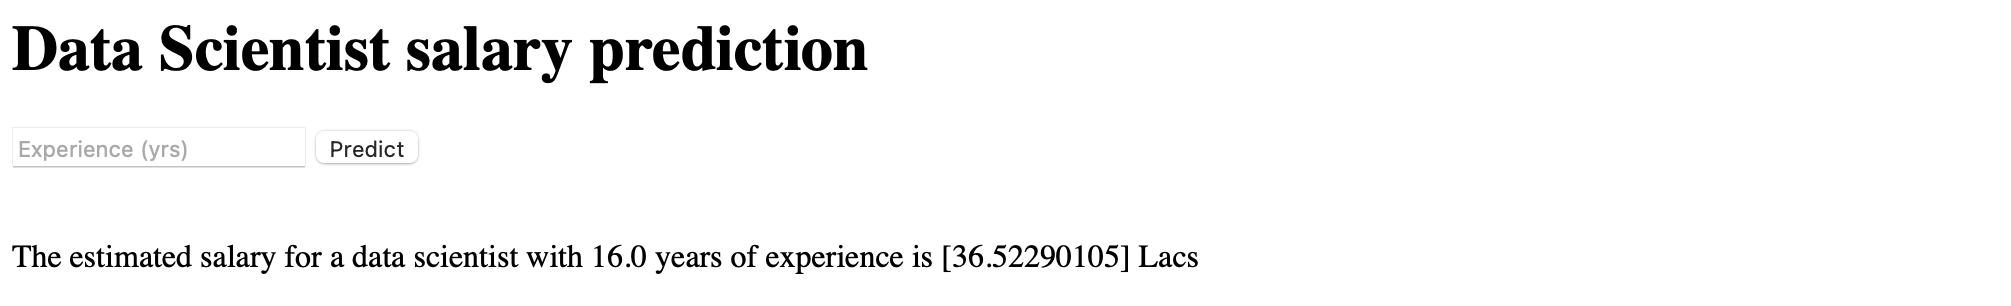 Data Scientist salary prediction
Experience (yrs) Predict
The estimated salary for a data scientist with 16.0 years of experience is [36.52290105] Lacs